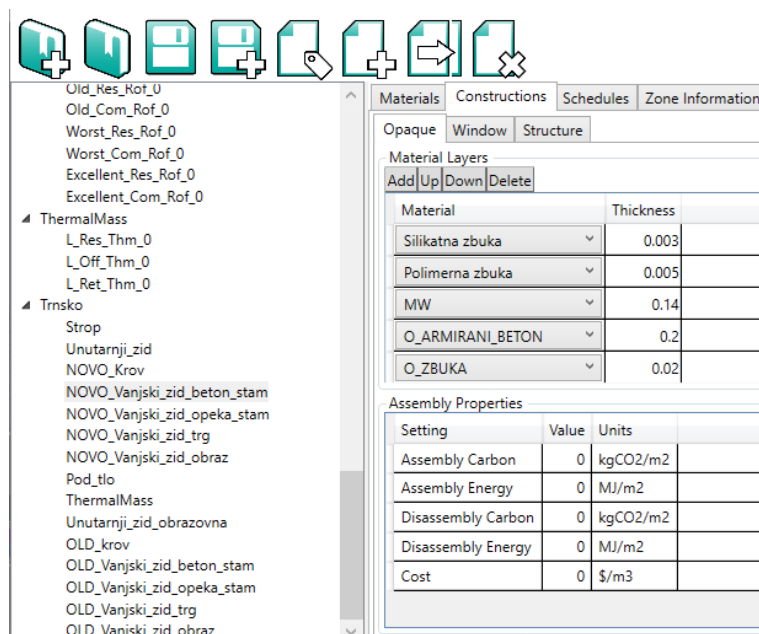 Old_Res_Rof_0
Old_Com_Rof_0
Worst_Res_Rof_0
Worst_Com_Rof_0
Excellent_Res_Rof_0
Excellent_Com_Rof_0
ThermalMass
L_Res_Thm_0
L_Off_Thm_0
L_Ret_Thm_0
Trnsko
Strop
Unutarnji_zid
NOVO_Krov
NOVO_Vanjski_zid_beton_stam
NOVO_Vanjski_zid_opeka_stam
NOVO_Vanjski_zid_trg
NOVO_Vanjski_zid_obraz
Pod_tlo
ThermalMass
Unutarnji_zid_obrazovna
OLD_krov
OLD_Vanjski_zid_beton_stam
OLD_Vanjski_zid_opeka_stam
OLD_Vanjski_zid_trg
OLD_Vanjski_zid_obraz
Materials Constructions Schedules Zone Information
Opaque Window Structure
Material Layers
Add Up Down Delete
Material Thickness
Silikatna zbuka 0.003
Polimerna zbuka 0.005
MW 0.14
O_ARMIRANI_BETON 0.2
O_ZBUKA 0.02
Assembly Properties
Setting Value Units
Assembly Carbon 0 kgCO2/m2
Assembly Energy 0 MJ/m2
Disassembly Carbon 0 kgCO2/m2
Disassembly Energy 0 MJ/m2
Cost 0 $/m3